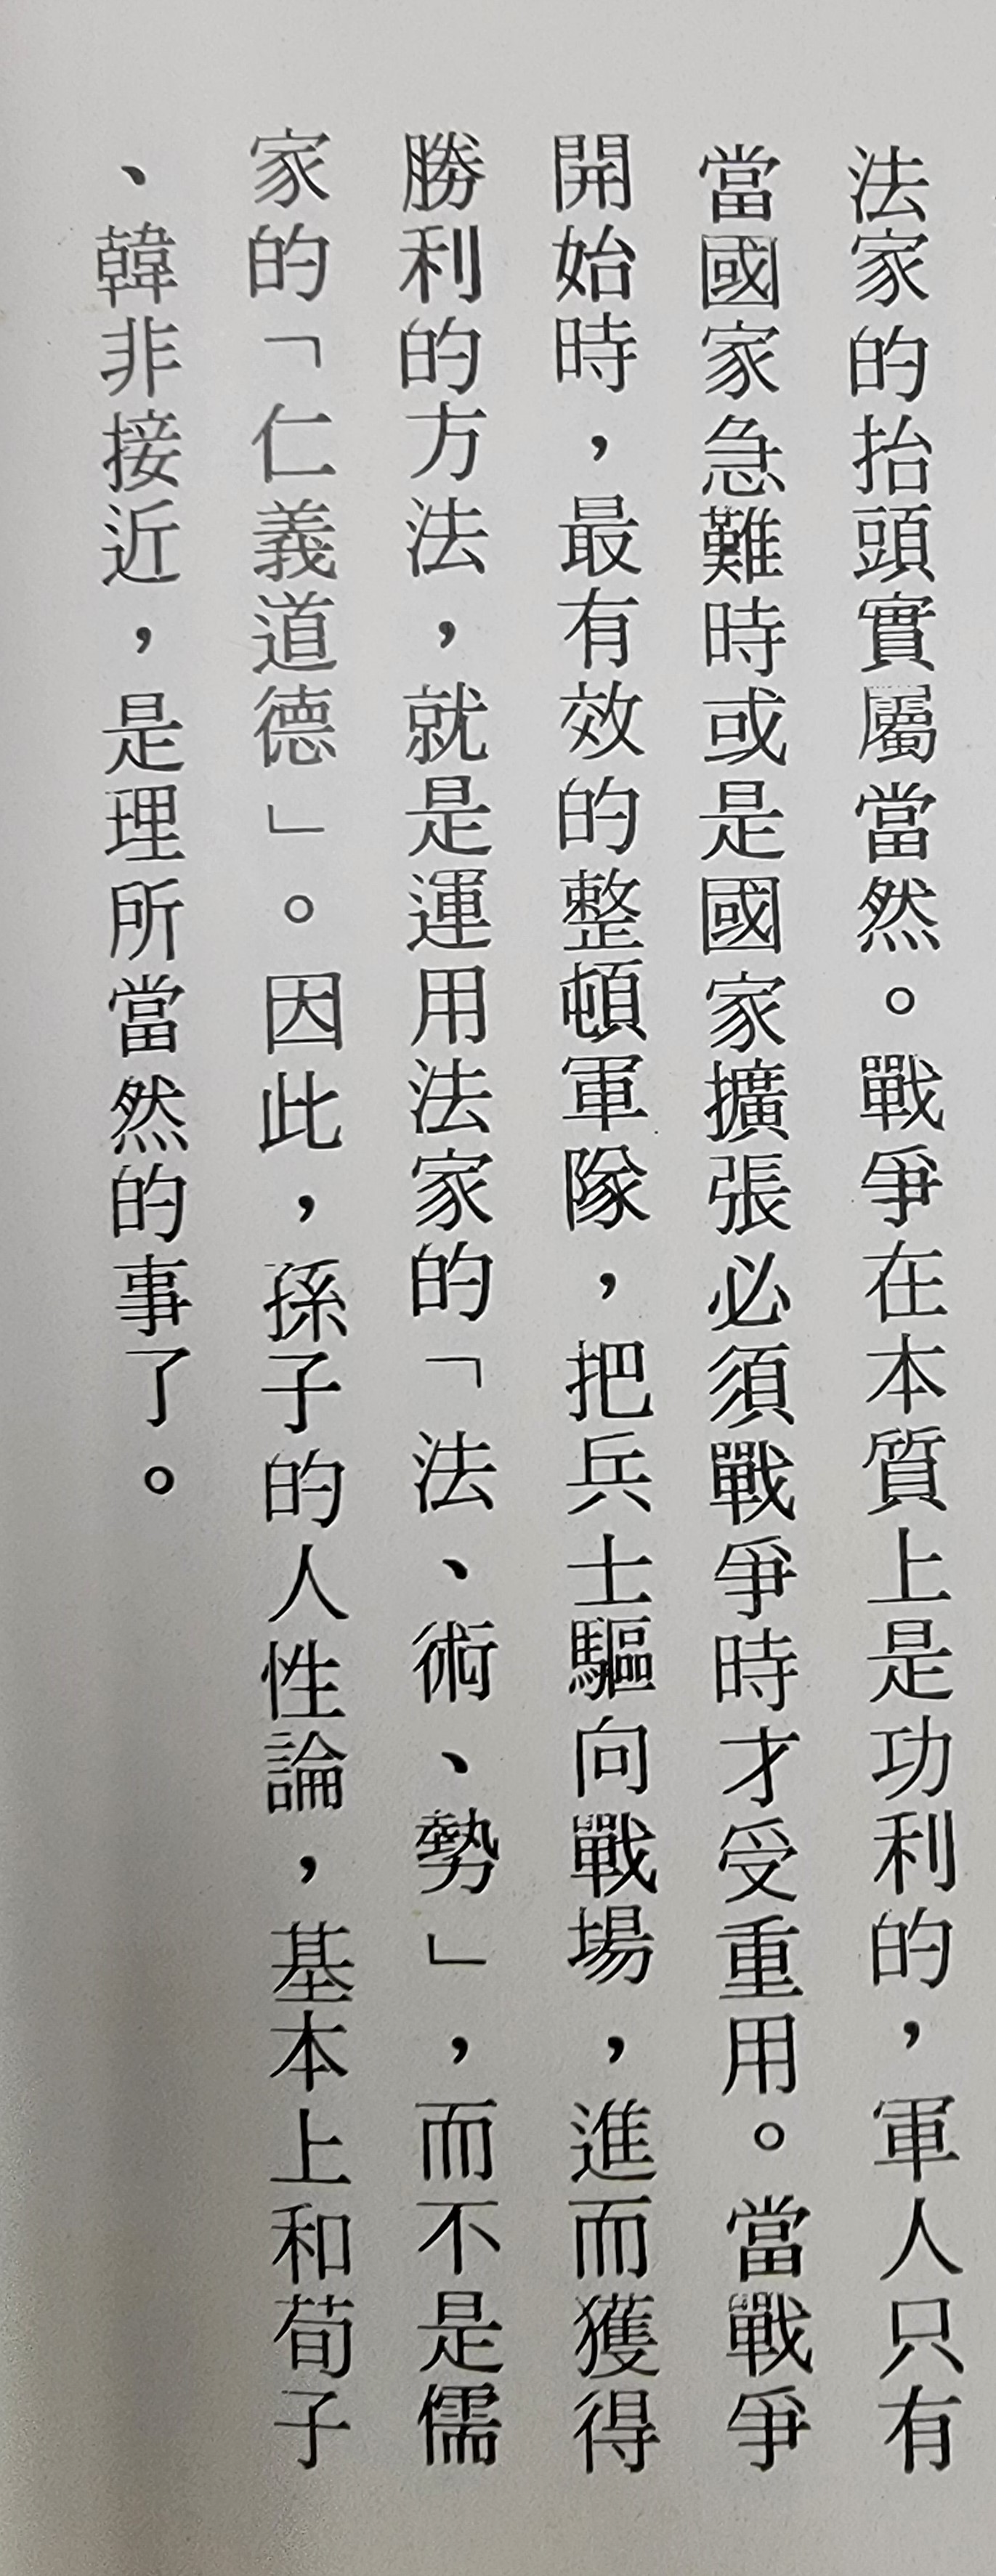 法家的抬頭實屬當然。戰爭在本質上是功利的，軍人只有
當國家急難時或是國家擴張必須戰爭時才受重用。當戰爭
開始時，最有效的整頓軍隊，把兵士驅向戰場，進而獲得
勝利的方法，就是運用法家的「法、術、勢」，而不是儒
家的「仁義道德」。因此，孫子的人性論，基本上和荀子
、韓非接近，是理所當然的事了。